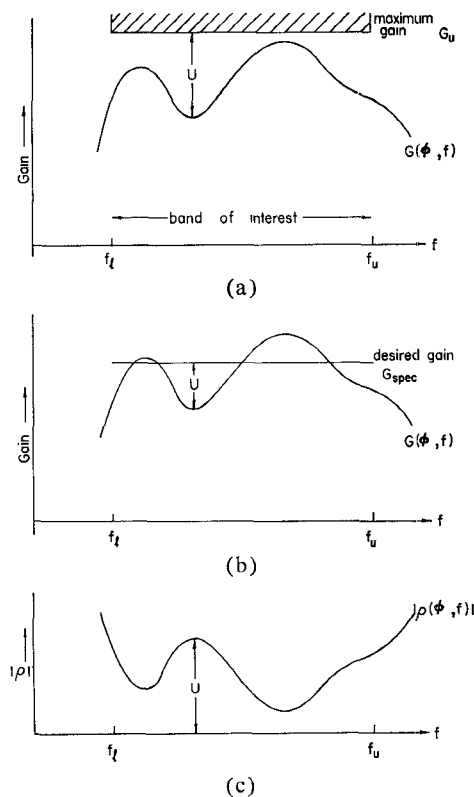 maximum
gain G_u
U
Gain
G(ϕ,f)
band of interest
f
f_ℓ
f_u
(a)
desired gain
G_spec
U
Gain
G(ϕ,f)
f
f_ℓ
f_u
(b)
|ρ(ϕ,f)|
|ρ|
U
f
f_ℓ
f_u
(c)